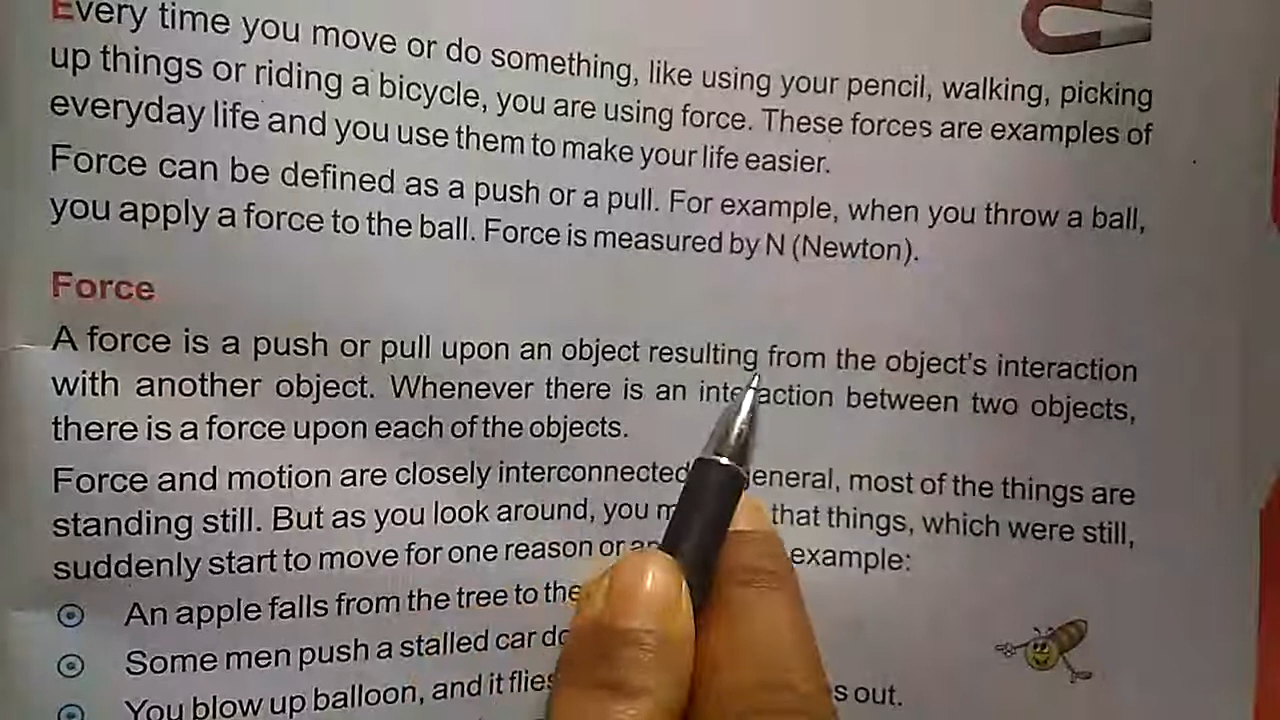 Every time you move or do something, like using your pencil, walking, picking
up things or riding a bicycle, you are using force. These forces are examples of
everyday life and you use them to make your life easier.
Force can be defined as a push or a pull. For example, when you throw a ball,
you apply a force to the ball. Force is measured by N (Newton).
Force
A force is a push or pull upon an object resulting from the object's interaction
with another object. Whenever there is an interaction between two objects,
there is a force upon each of the objects.
Force and motion are closely interconnected general, most of the things are
standing still. But as you look around, you that things, which were still,
suddenly start to move for one reason or example:
An apple falls from the tree to the
Some men push a stalled car
You blow up balloon, and it flies out.